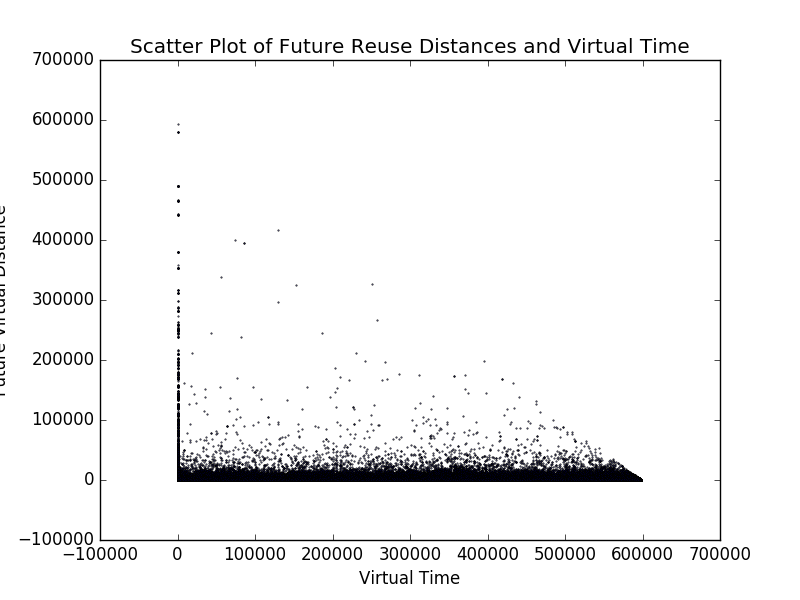 Scatter Plot of Future Reuse Distances and Virtual Time
700000
600000
500000
400000
300000
200000
100000
0
−100000
−100000 0 100000 200000 300000 400000 500000 600000 700000
Virtual Time
Future Virtual Distance